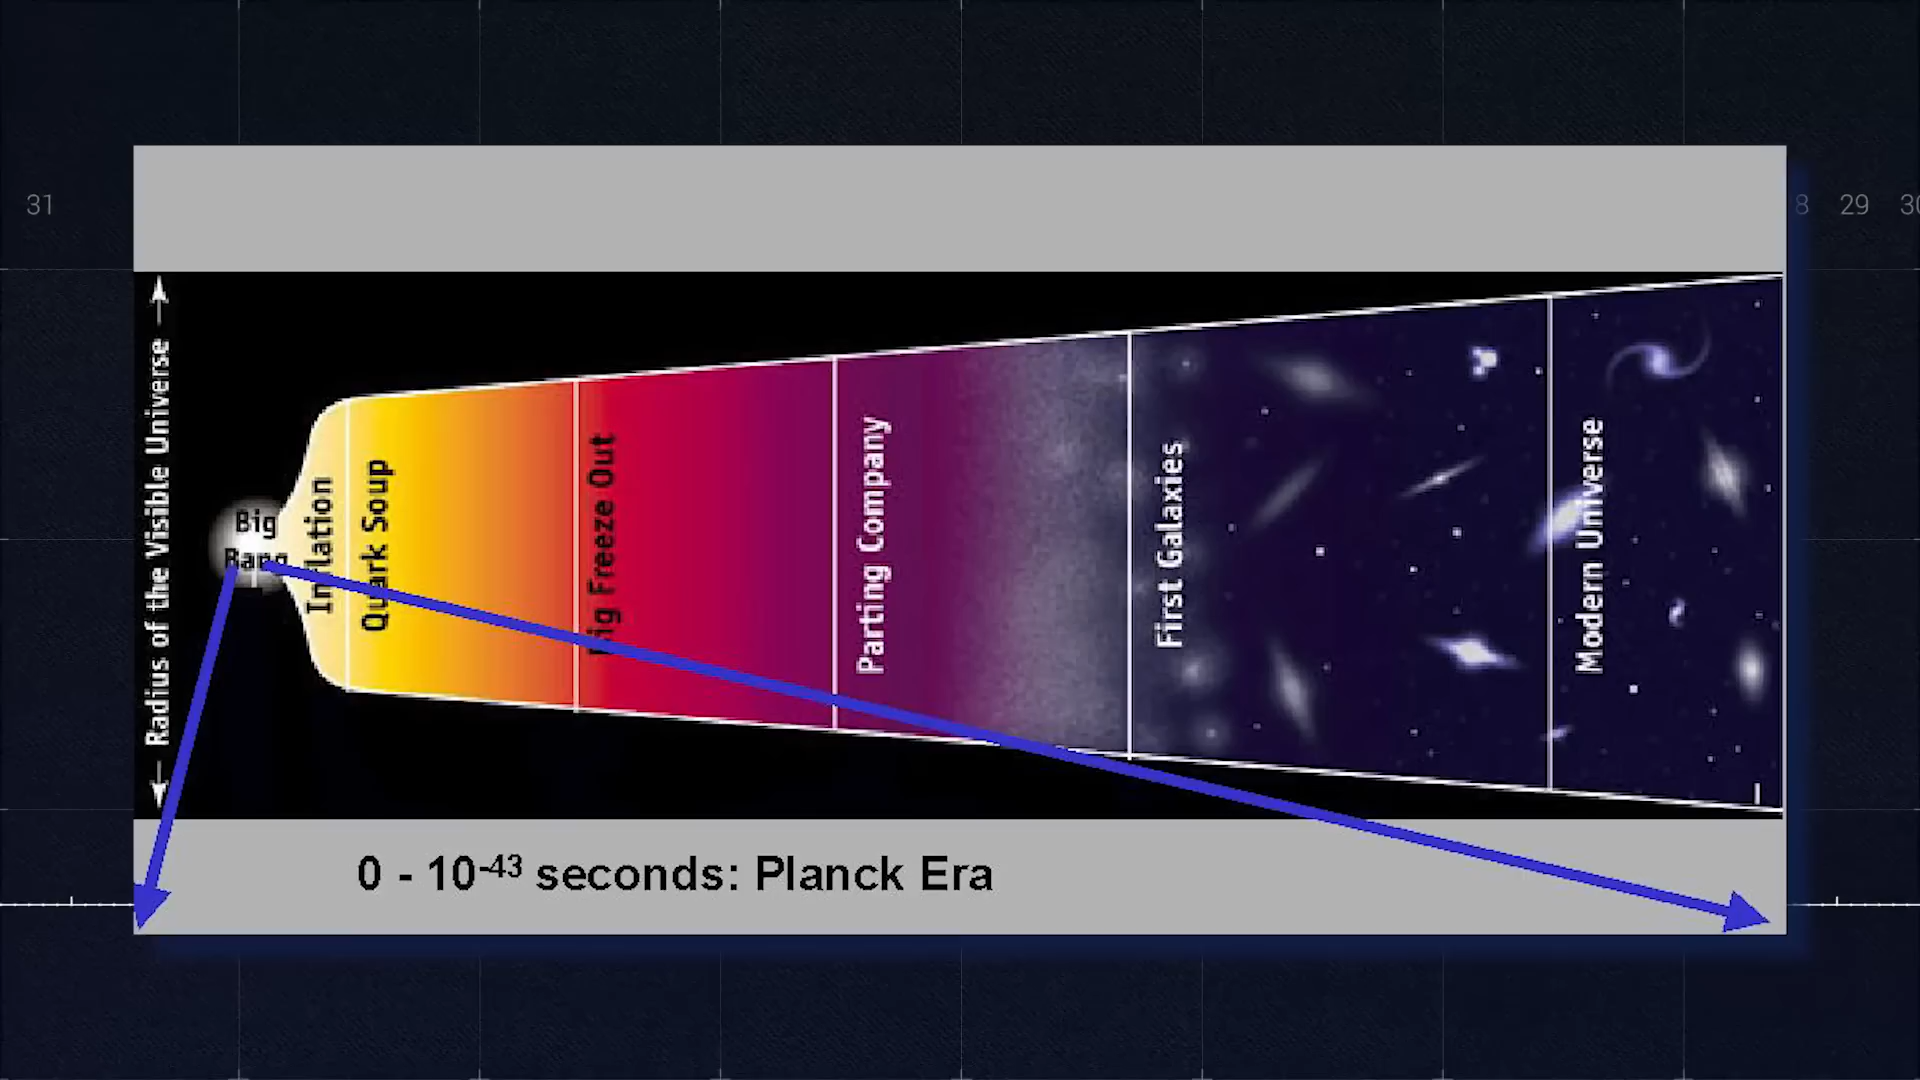 31
8 29 30
Radius of the Visible Universe
Big
Bang
Inflation
Quark Soup
Big Freeze Out
Parting Company
First Galaxies
Modern Universe
0 - 10⁻⁴³ seconds: Planck Era